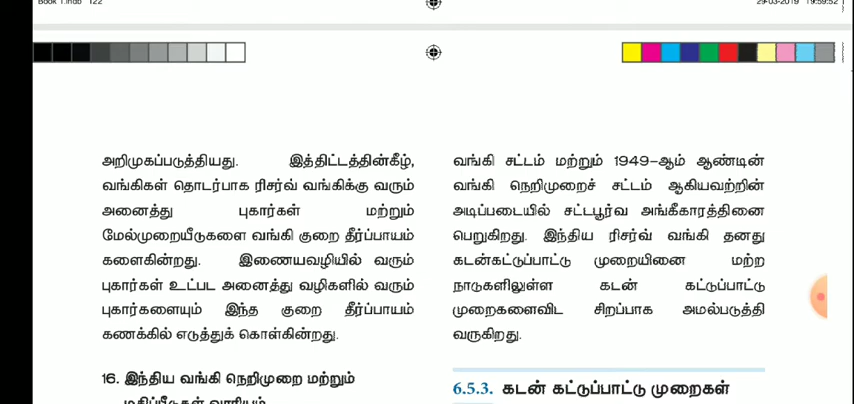 Book 1.indb 122
29-03-2019 19:59:52
அறிமுகப்படுத்தியது. இத்திட்டத்தின்கீழ்,
வங்கிகள் தொடர்பாக ரிசர்வ் வங்கிக்கு வரும்
அனைத்து புகார்கள் மற்றும்
மேல்முறையீடுகளை வங்கி குறை தீர்ப்பாயம்
களைகின்றது. இணையவழியில் வரும்
புகார்கள் உட்பட அனைத்து வழிகளில் வரும்
புகார்களையும் இந்த குறை தீர்ப்பாயம்
கணக்கில் எடுத்துக் கொள்கின்றது.
16. இந்திய வங்கி நெறிமுறை மற்றும்
மதிப்பீடுகள் வாரியம்
வங்கி சட்டம் மற்றும் 1949–ஆம் ஆண்டின்
வங்கி நெறிமுறைச் சட்டம் ஆகியவற்றின்
அடிப்படையில் சட்டபூர்வ அங்கீகாரத்தினை
பெறுகிறது. இந்திய ரிசர்வ் வங்கி தனது
கடன்கட்டுப்பாட்டு முறையினை மற்ற
நாடுகளிலுள்ள கடன் கட்டுப்பாட்டு
முறைகளைவிட சிறப்பாக அமல்படுத்தி
வருகிறது.
6.5.3. கடன் கட்டுப்பாட்டு முறைகள்